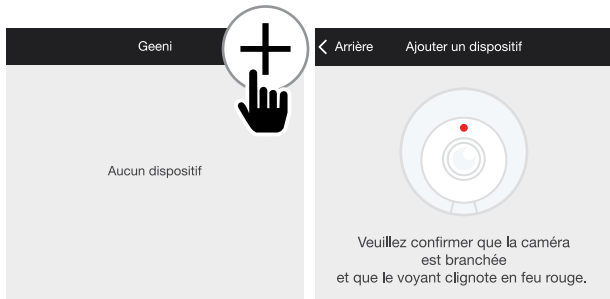 Geeni
Aucun dispositif
Arrière
Ajouter un dispositif
Veuillez confirmer que la caméra
est branchée
et que le voyant clignote en feu rouge.